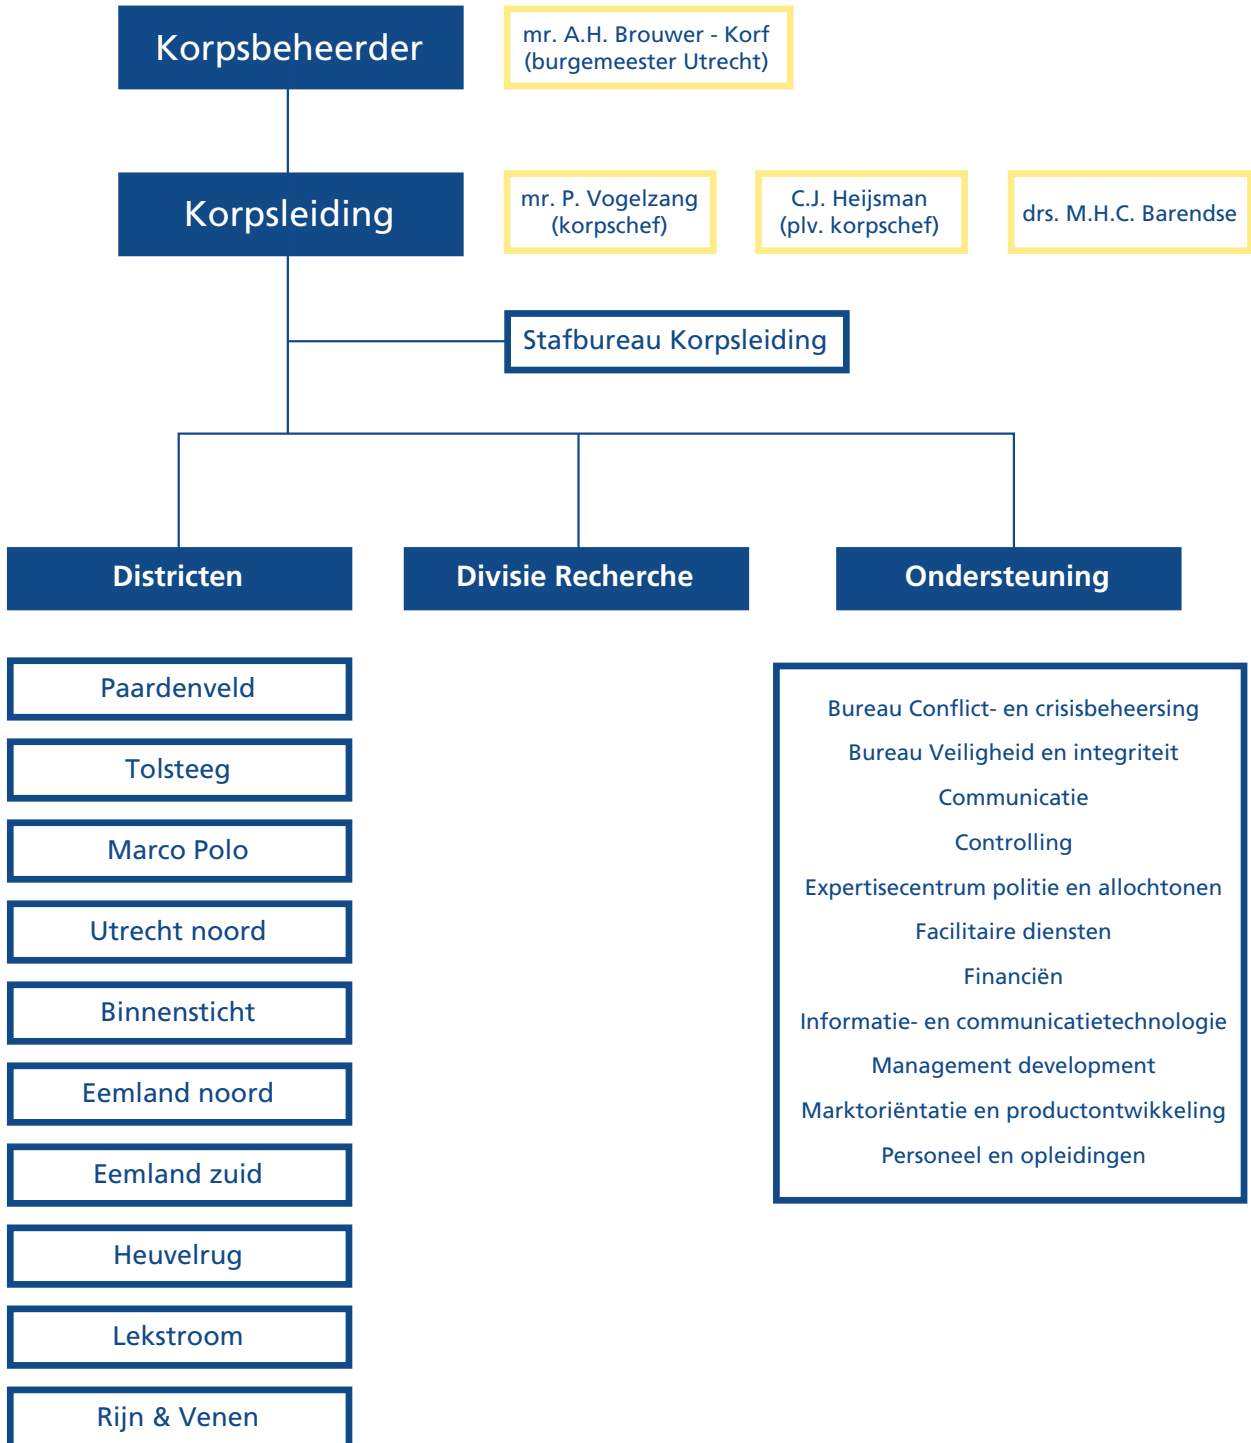 Korpsbeheerder
mr. A.H. Brouwer - Korf
(burgemeester Utrecht)
Korpsleiding
mr. P. Vogelzang
(korpschef)
C.J. Heijsman
(plv. korpschef)
drs. M.H.C. Barendse
Stafbureau Korpsleiding
Districten
Divisie Recherche
Ondersteuning
Paardenveld
Tolsteeg
Marco Polo
Utrecht noord
Binnensticht
Eemland noord
Eemland zuid
Heuvelrug
Lekstroom
Rijn & Venen
Bureau Conflict- en crisisbeheersing
Bureau Veiligheid en integriteit
Communicatie
Controlling
Expertisecentrum politie en allochtonen
Facilitaire diensten
Financiën
Informatie- en communicatietechnologie
Management development
Marktoriëntatie en productontwikkeling
Personeel en opleidingen